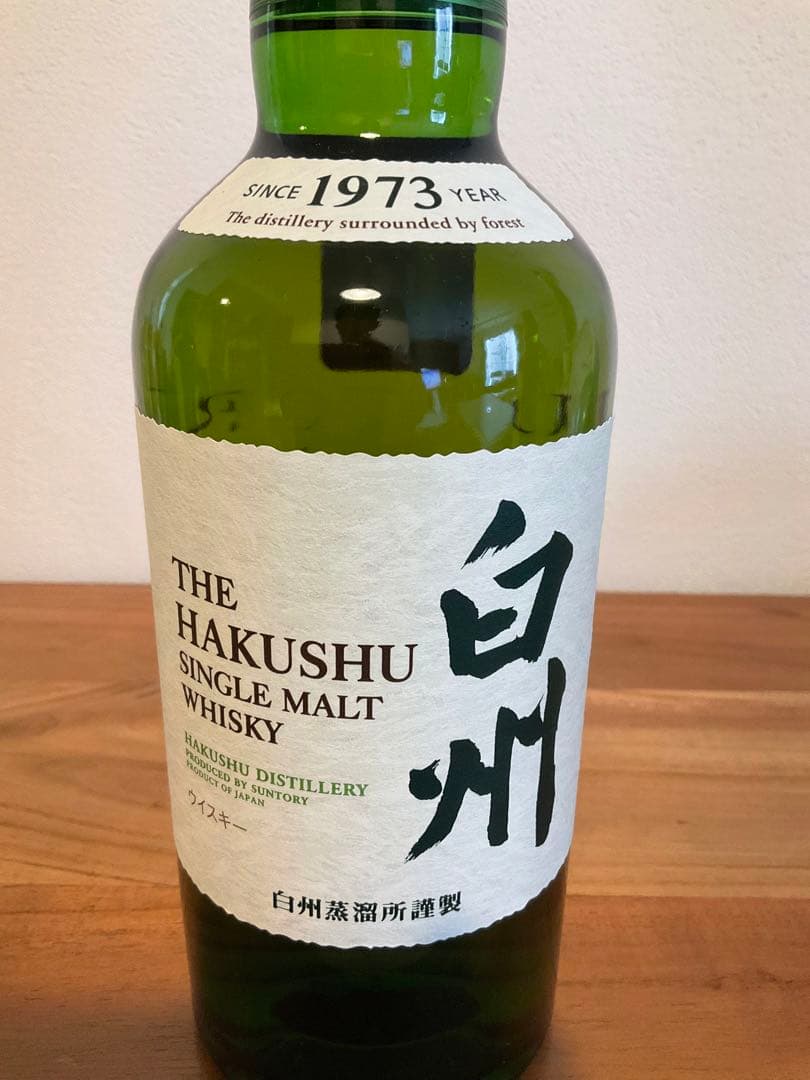 SINCE 1973 YEAR
The distillery surrounded by forest
THE
HAKUSHU
SINGLE MALT
WHISKY
HAKUSHU DISTILLERY
PRODUCED BY SUNTORY
PRODUCT OF JAPAN
ウイスキー
白州
白州蒸溜所謹製